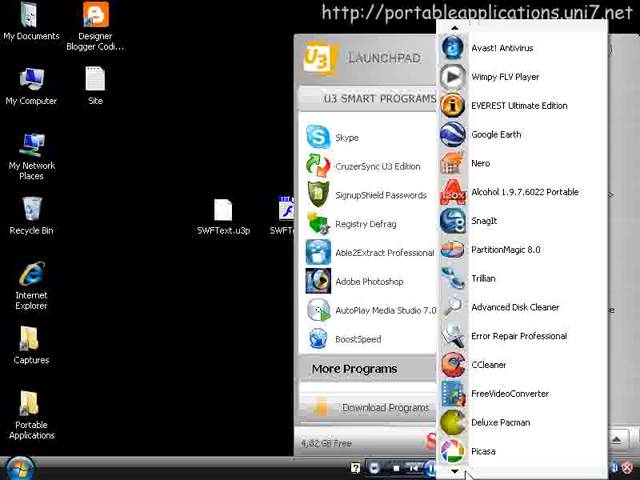 http://portableapplications.uni7.net
My Documents
Designer
Blogger Codi...
My Computer
Site
My Network
Places
Recycle Bin
SWFText.u3p
Internet
Explorer
Captures
Portable
Applications
U3
LAUNCHPAD
U3 SMART PROGRAMS
Skype
CruzerSync U3 Edition
SignupShield Passwords
Registry Defrag
Able2Extract Professional
Adobe Photoshop
AutoPlay Media Studio 7.0
BoostSpeed
More Programs
Download Programs
4,82 GB Free
Avast! Antivirus
Wimpy FLV Player
EVEREST Ultimate Edition
Google Earth
Nero
Alcohol 1.9.7.6022 Portable
SnagIt
PartitionMagic 8.0
Trillian
Advanced Disk Cleaner
Error Repair Professional
CCleaner
FreeVideoConverter
Deluxe Pacman
Picasa